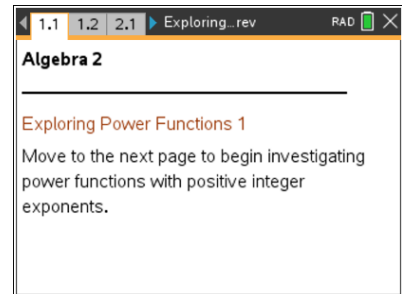 1.1 1.2 2.1 Exploring...rev RAD
Algebra 2
Exploring Power Functions 1
Move to the next page to begin investigating
power functions with positive integer
exponents.